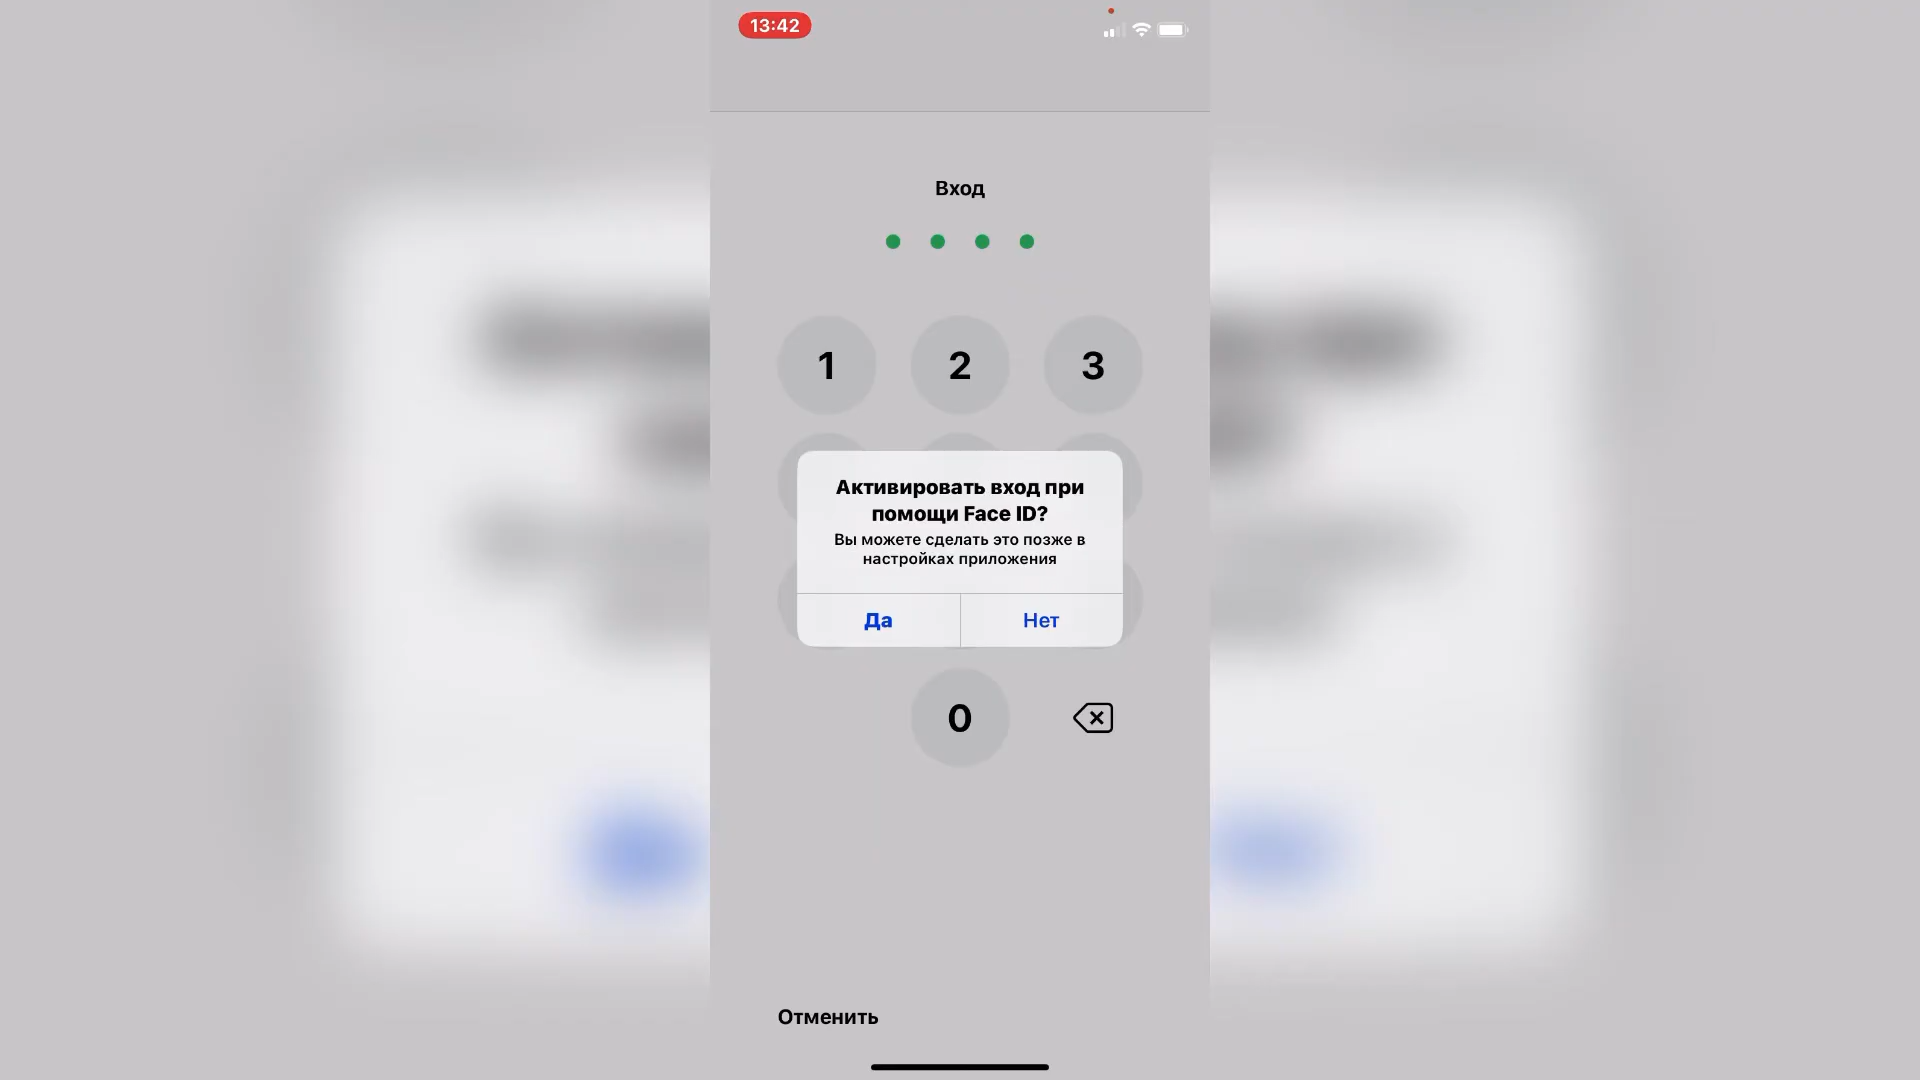 13:42
Вход
1 2 3
Активировать вход при
помощи Face ID?
Вы можете сделать это позже в
настройках приложения
Да Нет
0
Отменить